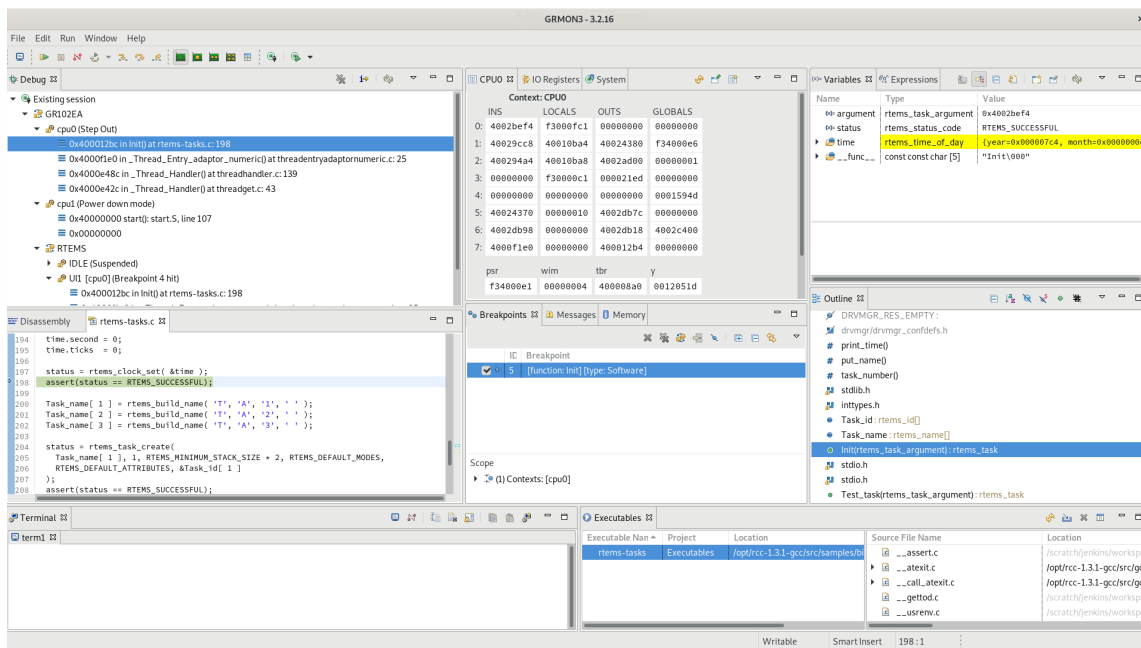 GRMON3 - 3.2.16
File Edit Run Window Help
Debug
Existing session
GR102EA
cpu0 (Step Out)
0x400012bc in Init() at rtems-tasks.c: 198
0x4000f1e0 in _Thread_Entry_adaptor_numeric() at threadentryadaptornumeric.c: 25
0x4000e48c in _Thread_Handler() at threadhandler.c: 139
0x4000e42c in _Thread_Handler() at threadget.c: 43
cpu1 (Power down mode)
0x40000000 start(): start.S, line 107
0x00000000
RTEMS
IDLE (Suspended)
UI1 [cpu0] (Breakpoint 4 hit)
0x400012bc in Init() at rtems-tasks.c: 198
CPU0 IO Registers System
Context: CPU0
INS LOCALS OUTS GLOBALS
0: 4002bef4 f3000fc1 00000000 00000000
1: 40029cc8 40010ba4 40024380 f34000e6
2: 400294a4 40010ba8 4002ad00 00000001
3: 00000000 f30000c1 000021ed 00000000
4: 00000000 00000000 00000000 0001594d
5: 40024370 00000010 4002db7c 00000000
6: 4002db98 00000000 4002db18 4002c400
7: 4000f1e0 00000000 400012b4 00000000
psr wim tbr y
f34000e1 00000004 400008a0 0012051d
(x)= Variables Expressions
Name Type Value
argument rtems_task_argument 0x4002bef4
status rtems_status_code RTEMS_SUCCESSFUL
time rtems_time_of_day {year=0x000007c4, month=0x0000000
__func__ const const char [5] "Init\000"
Disassembly rtems-tasks.c
194 time.second = 0;
195 time.ticks = 0;
196
197 status = rtems_clock_set( &time );
198 assert(status == RTEMS_SUCCESSFUL);
199
200 Task_name[ 1 ] = rtems_build_name( 'T', 'A', '1', ' ' );
201 Task_name[ 2 ] = rtems_build_name( 'T', 'A', '2', ' ' );
202 Task_name[ 3 ] = rtems_build_name( 'T', 'A', '3', ' ' );
203
204 status = rtems_task_create(
205 Task_name[ 1 ], 1, RTEMS_MINIMUM_STACK_SIZE * 2, RTEMS_DEFAULT_MODES,
206 RTEMS_DEFAULT_ATTRIBUTES, &Task_id[ 1 ]
207 );
208 assert(status == RTEMS_SUCCESSFUL);
Breakpoints Messages Memory
ID Breakpoint
5 [function: Init] [type: Software]
Scope
(1) Contexts: [cpu0]
Outline
DRVMGR_RES_EMPTY :
drvmgr/drvmgr_confdefs.h
# print_time()
# put_name()
# task_number()
stdlib.h
inttypes.h
Task_id : rtems_id[]
Task_name : rtems_name[]
Init(rtems_task_argument) : rtems_task
stdio.h
stdio.h
Test_task(rtems_task_argument) : rtems_task
Terminal
term1
Executables
Executable Nan Project Location
rtems-tasks Executables /opt/rcc-1.3.1-gcc/src/samples/bi
Source File Name Location
__assert.c /scratch/jenkins/worksp
__atexit.c /opt/rcc-1.3.1-gcc/src/gc
__call_atexit.c /opt/rcc-1.3.1-gcc/src/gc
__gettod.c /scratch/jenkins/worksp
__usrenv.c /scratch/jenkins/worksp
Writable Smart Insert 198 : 1